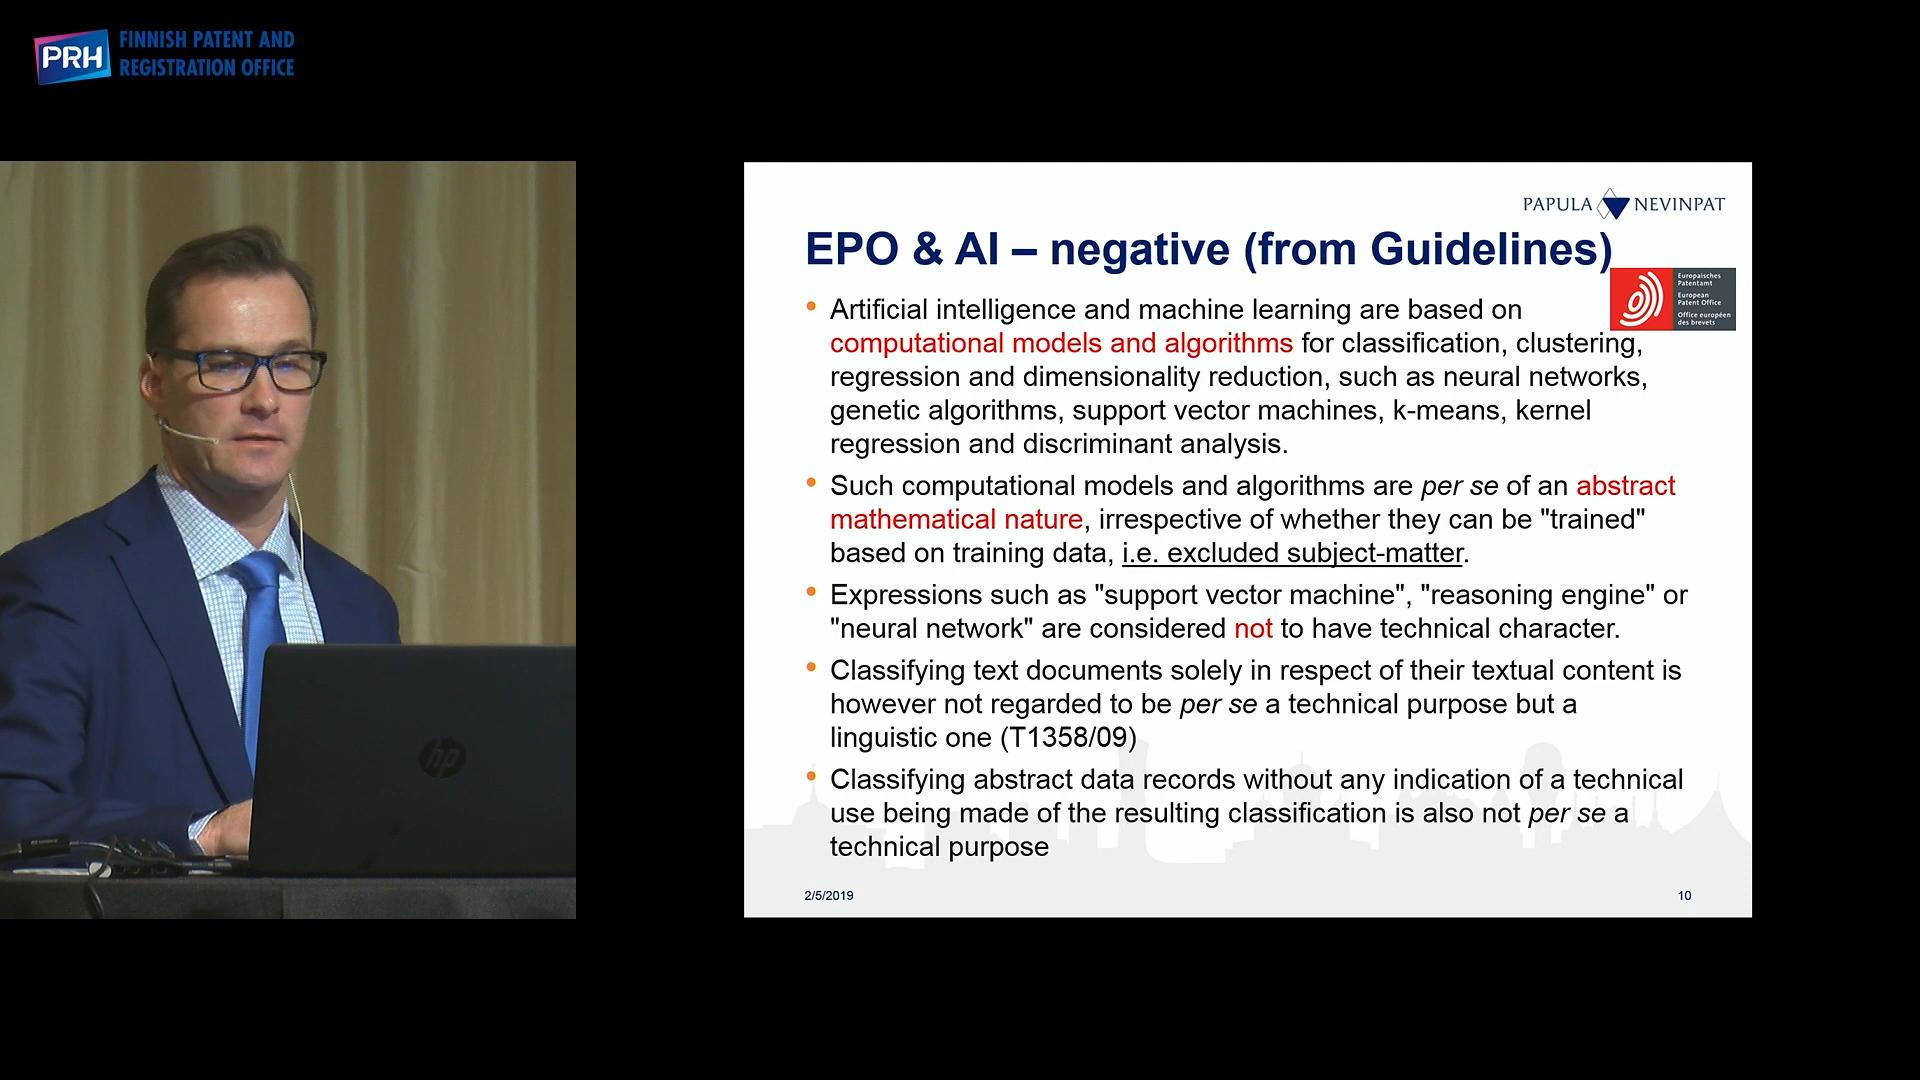 PRH
FINNISH PATENT AND
REGISTRATION OFFICE
PAPULA NEVINPAT
EPO & AI – negative (from Guidelines)
Europäisches
Patentamt
European
Patent Office
Office européen
des brevets
• Artificial intelligence and machine learning are based on
computational models and algorithms for classification, clustering,
regression and dimensionality reduction, such as neural networks,
genetic algorithms, support vector machines, k-means, kernel
regression and discriminant analysis.
• Such computational models and algorithms are per se of an abstract
mathematical nature, irrespective of whether they can be "trained"
based on training data, i.e. excluded subject-matter.
• Expressions such as "support vector machine", "reasoning engine" or
"neural network" are considered not to have technical character.
• Classifying text documents solely in respect of their textual content is
however not regarded to be per se a technical purpose but a
linguistic one (T1358/09)
• Classifying abstract data records without any indication of a technical
use being made of the resulting classification is also not per se a
technical purpose
2/5/2019
10
hp